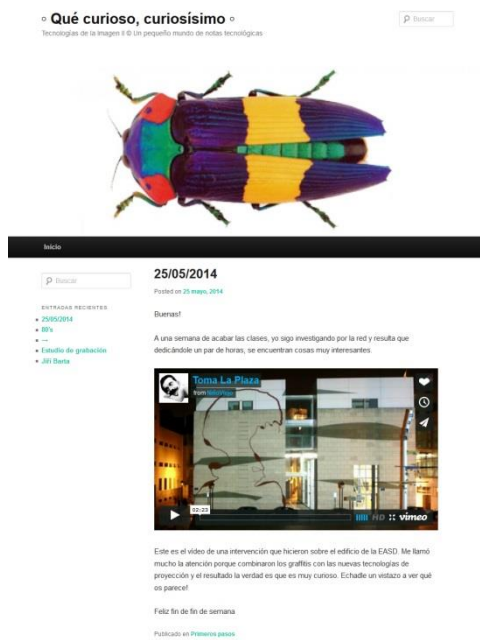 ◦ Qué curioso, curiosísimo ◦
Tecnologías de la Imagen II © Un pequeño mundo de notas tecnológicas
Buscar
Inicio
Buscar
ENTRADAS RECIENTES
25/05/2014
80's
---
Estudio de grabación
Jiří Barta
25/05/2014
Posted on 25 mayo, 2014
Buenas!
A una semana de acabar las clases, yo sigo investigando por la red y resulta que
dedicándole un par de horas, se encuentran cosas muy interesantes.
Toma La Plaza
from
02:23
HD
vimeo
Este es el vídeo de una intervención que hicieron sobre el edificio de la EASD. Me llamó
mucho la atención porque combinaron los graffitis con las nuevas tecnologías de
proyección y el resultado la verdad es que es muy curioso. Echadle un vistazo a ver qué
os parece!
Feliz fin de fin de semana
Publicado en Primeros pasos